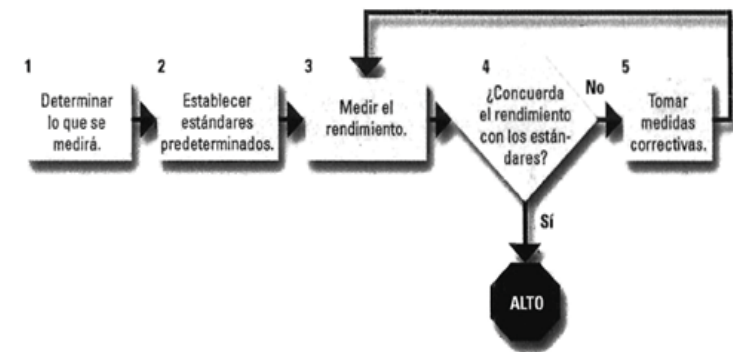 1
Determinar
lo que se
medirá.
2
Establecer
estándares
predeterminados.
3
Medir el
rendimiento.
4
¿Concuerda
el rendimiento
con los están-
dares?
No
5
Tomar
medidas
correctivas.
Sí
ALTO